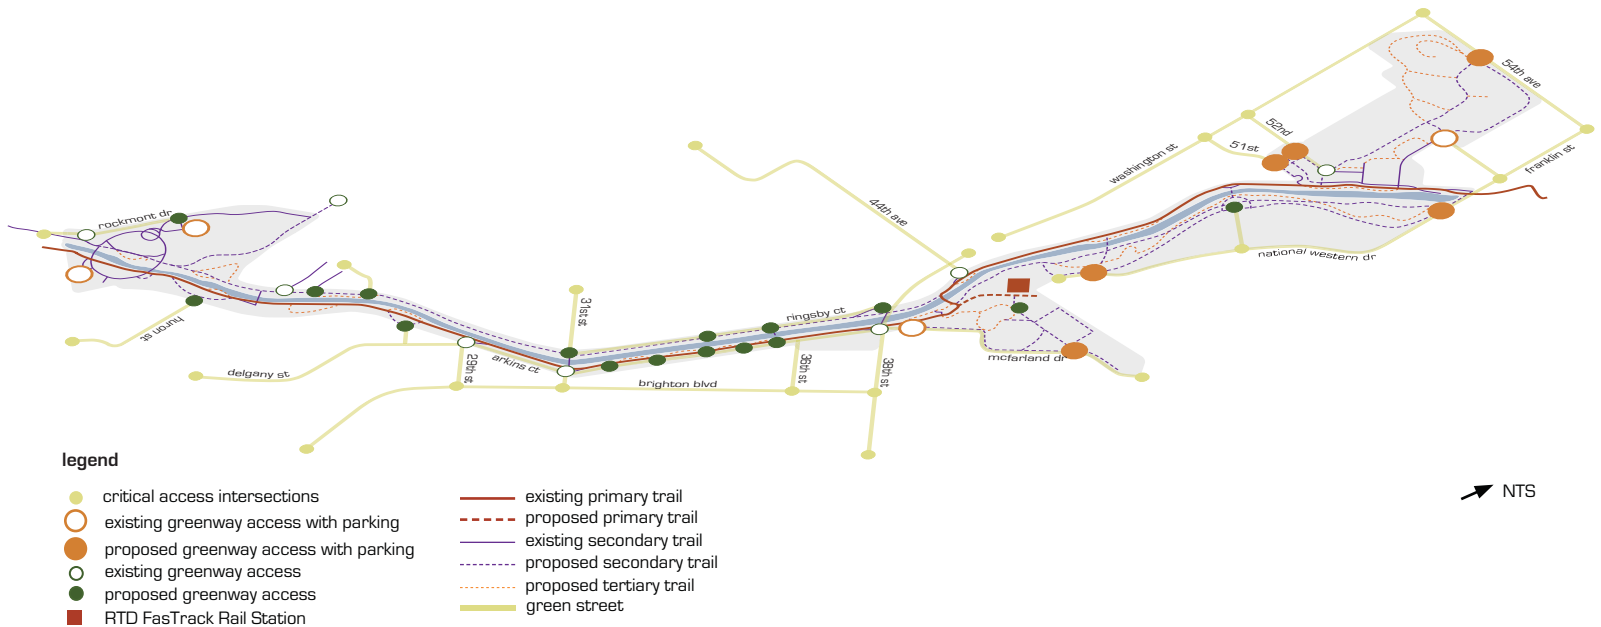 54th ave
52nd
51st
washington st
franklin st
44th ave
rockmont dr
national western dr
31st st
ringsby ct
huron st
29th st
arkins ct
36th st
38th st
mcfarland dr
delgany st
brighton blvd
legend
critical access intersections
existing greenway access with parking
proposed greenway access with parking
existing greenway access
proposed greenway access
RTD FasTrack Rail Station
existing primary trail
proposed primary trail
existing secondary trail
proposed secondary trail
proposed tertiary trail
green street
NTS